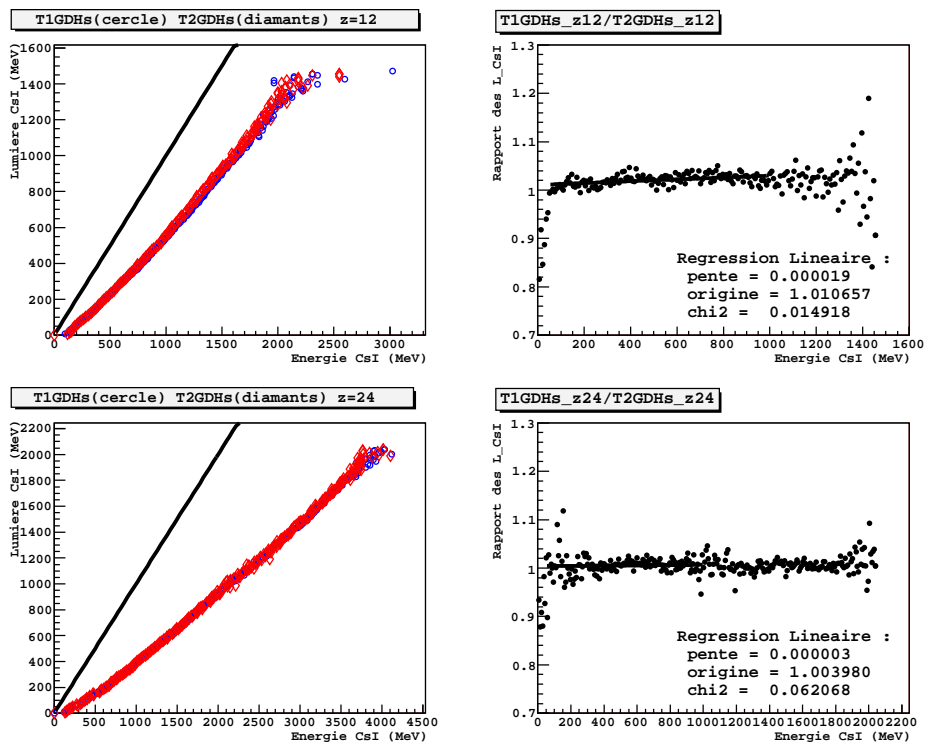 T1GDHs(cercle) T2GDHs(diamants) z=12
Lumiere CsI (MeV)
1600
1400
1200
1000
800
600
400
200
0
0 500 1000 1500 2000 2500 3000
Energie CsI (MeV)
T1GDHs_z12/T2GDHs_z12
Rapport des L_CsI
1.3
1.2
1.1
1
0.9
0.8
0.7
Regression Lineaire :
pente = 0.000019
origine = 1.010657
chi2 = 0.014918
0 200 400 600 800 1000 1200 1400 1600
Energie CsI (MeV)
T1GDHs(cercle) T2GDHs(diamants) z=24
Lumiere CsI (MeV)
2200
2000
1800
1600
1400
1200
1000
800
600
400
200
0
0 500 1000 1500 2000 2500 3000 3500 4000 4500
Energie CsI (MeV)
T1GDHs_z24/T2GDHs_z24
Rapport des L_CsI
1.3
1.2
1.1
1
0.9
0.8
0.7
Regression Lineaire :
pente = 0.000003
origine = 1.003980
chi2 = 0.062068
0 200 400 600 800 1000 1200 1400 1600 1800 2000 2200
Energie CsI (MeV)